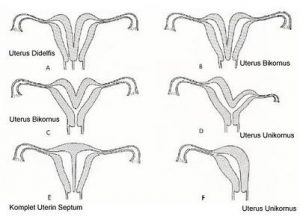 Uterus Didelfis
A
B
Uterus Bikornus
Uterus Bikornus
C
D
Uterus Unikornus
E
Komplet Uterin Septum
F
Uterus Unikornus